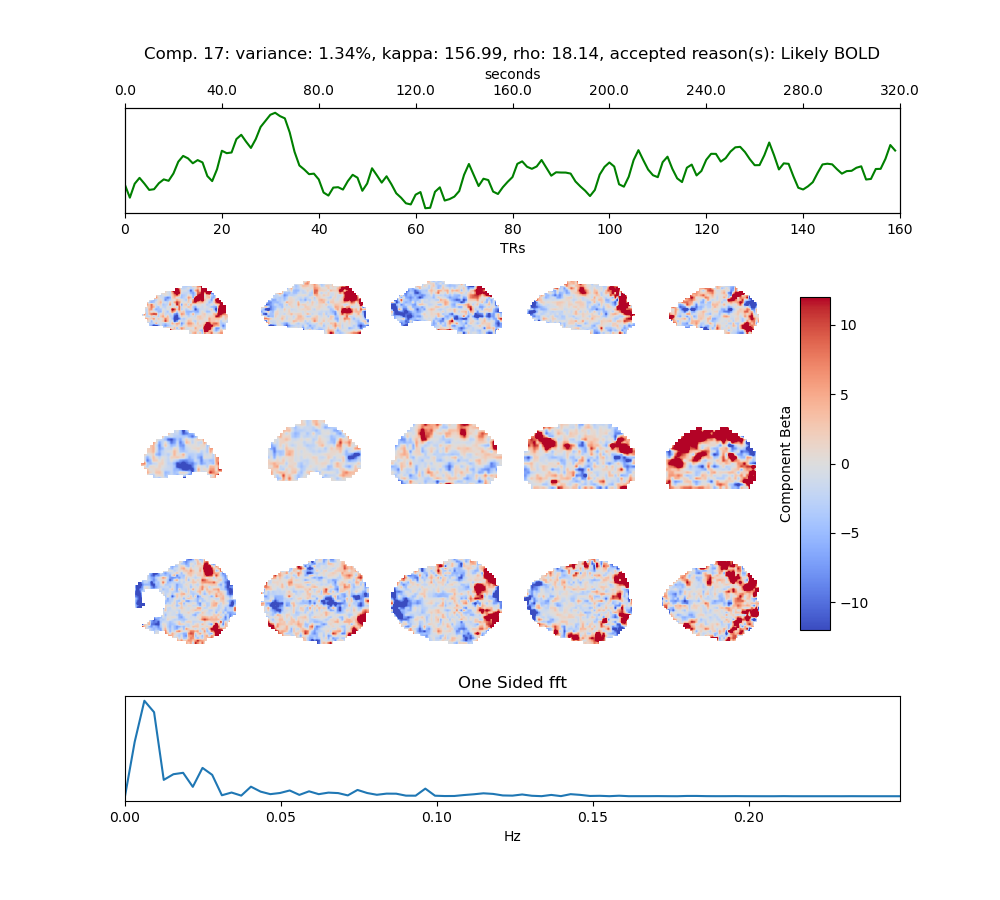 Comp. 17: variance: 1.34%, kappa: 156.99, rho: 18.14, accepted reason(s): Likely BOLD
seconds
0.0 40.0 80.0 120.0 160.0 200.0 240.0 280.0 320.0
0 20 40 60 80 100 120 140 160
TRs
10
5
0
−5
−10
Component Beta
One Sided fft
0.00 0.05 0.10 0.15 0.20
Hz